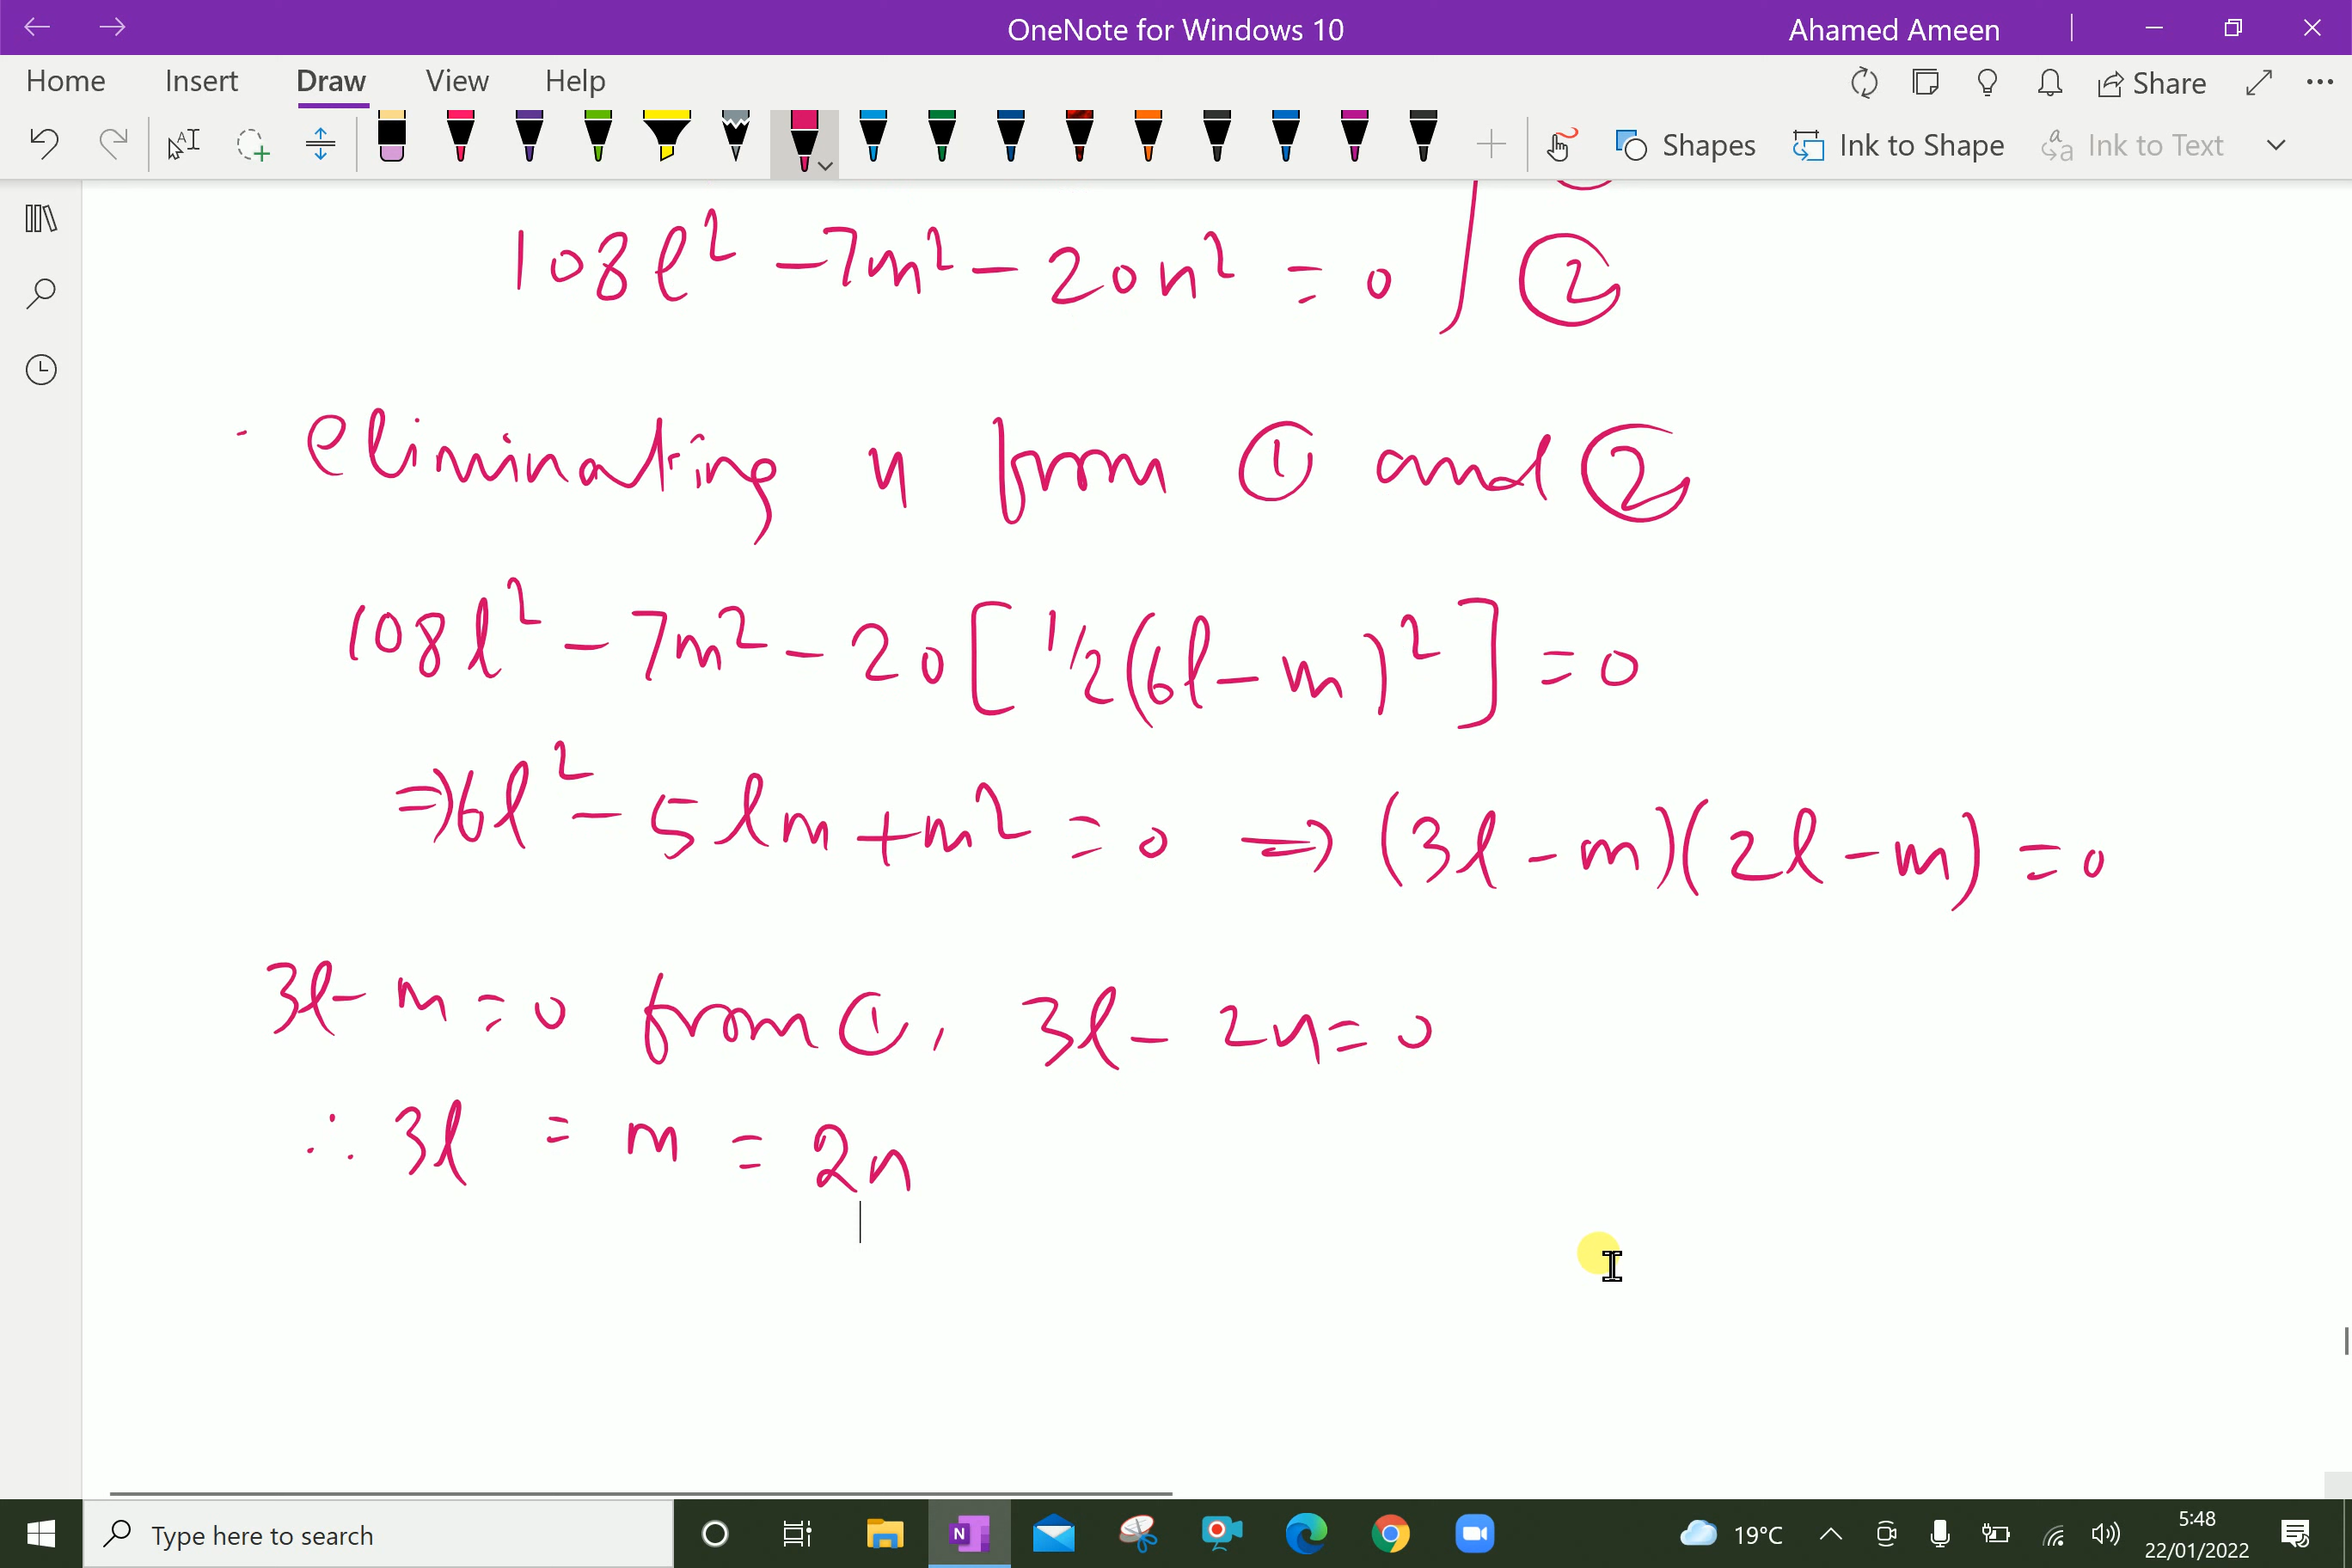 OneNote for Windows 10 Ahamed Ameen
Home Insert Draw View Help Share
Shapes Ink to Shape Ink to Text
108l² - 7m² - 20n² = 0 ②
eliminating n from ① and ②
108l² - 7m² - 20[½(6l - m)²] = 0
⇒ 6l² - 5lm + m² = 0 → (3l - m)(2l - m) = 0
3l - m = 0 from ①, 3l - 2n = 0
∴ 3l = m = 2n
Type here to search 19°C 5:48
22/01/2022